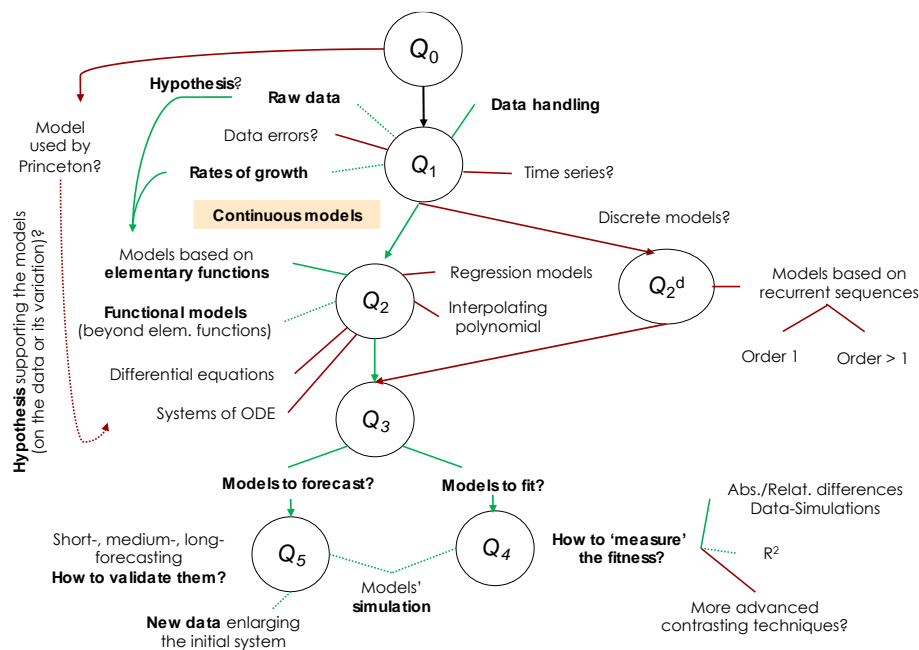 Q0
Hypothesis?
Raw data
Data handling
Model
used by
Princeton?
Data errors?
Q1
Rates of growth
Time series?
Continuous models
Discrete models?
Hypothesis supporting the models
(on the data or its variation)?
Models based on
elementary functions
Regression models
Q2
Q2d
Models based on
recurrent sequences
Functional models
(beyond elem. functions)
Interpolating
polynomial
Order 1
Order > 1
Differential equations
Systems of ODE
Q3
Models to forecast?
Models to fit?
Abs./Relat. differences
Data-Simulations
Short-, medium-, long-
forecasting
How to validate them?
Q5
Q4
How to ‘measure’
the fitness?
R2
Models’
simulation
New data enlarging
the initial system
More advanced
contrasting techniques?